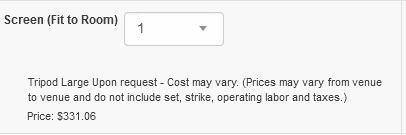 Screen (Fit to Room) 1
Tripod Large Upon request - Cost may vary. (Prices may vary from venue
to venue and do not include set, strike, operating labor and taxes.)
Price: $331.06